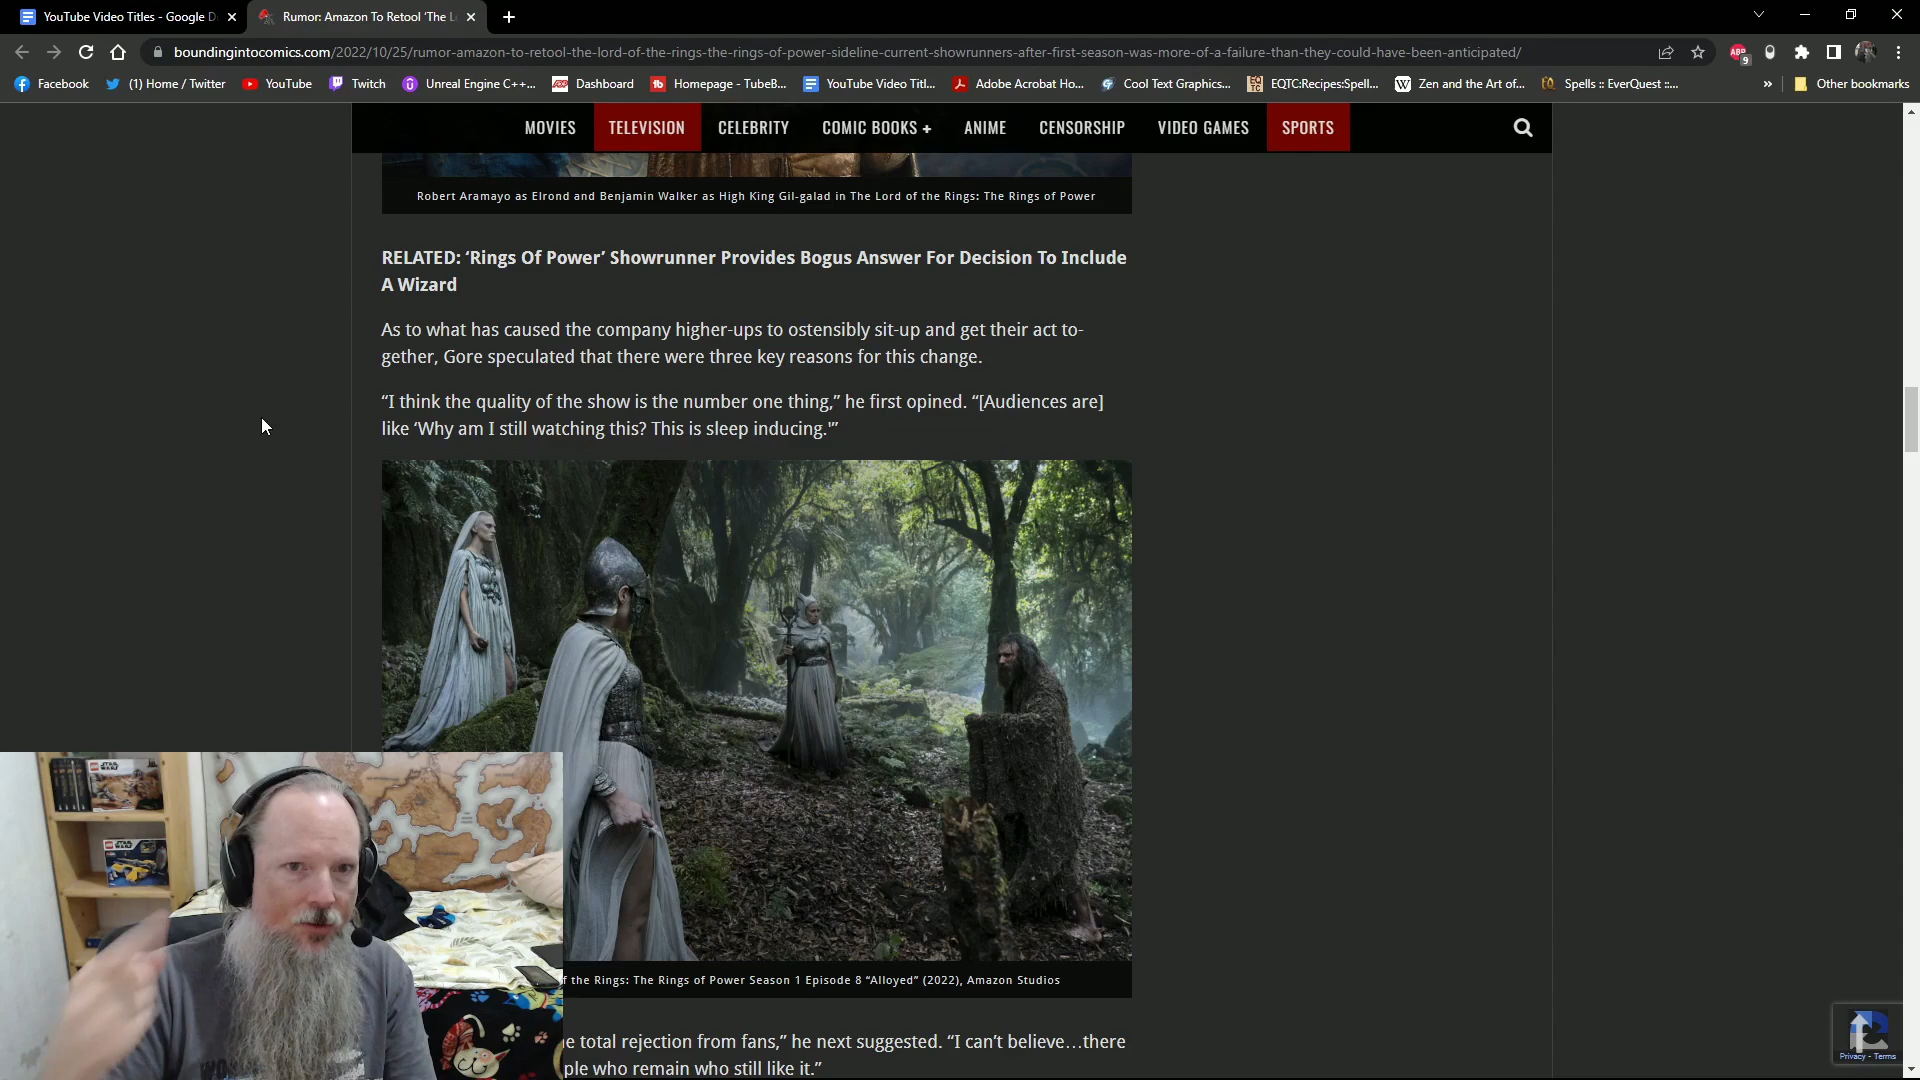 YouTube Video Titles - Google D
Rumor: Amazon To Retool 'The L
boundingintocomics.com/2022/10/25/rumor-amazon-to-retool-the-lord-of-the-rings-the-rings-of-power-sideline-current-showrunners-after-first-season-was-more-of-a-failure-than-they-could-have-been-anticipated/
ABP
9
Facebook
(1) Home / Twitter
YouTube
Twitch
Unreal Engine C++...
Dashboard
Homepage - TubeB...
YouTube Video Titl...
Adobe Acrobat Ho...
Cool Text Graphics...
EQTC:Recipes:Spell...
Zen and the Art of...
Spells :: EverQuest ::...
»
Other bookmarks
MOVIES TELEVISION CELEBRITY COMIC BOOKS + ANIME CENSORSHIP VIDEO GAMES SPORTS
Robert Aramayo as Elrond and Benjamin Walker as High King Gil-galad in The Lord of the Rings: The Rings of Power
RELATED: ‘Rings Of Power’ Showrunner Provides Bogus Answer For Decision To Include
A Wizard
As to what has caused the company higher-ups to ostensibly sit-up and get their act to-
gether, Gore speculated that there were three key reasons for this change.
“I think the quality of the show is the number one thing,” he first opined. “[Audiences are]
like ‘Why am I still watching this? This is sleep inducing.'”
STAR WARS
STAR WARS
f the Rings: The Rings of Power Season 1 Episode 8 “Alloyed” (2022), Amazon Studios
e total rejection from fans,” he next suggested. “I can’t believe…there
ple who remain who still like it.”
Privacy - Terms